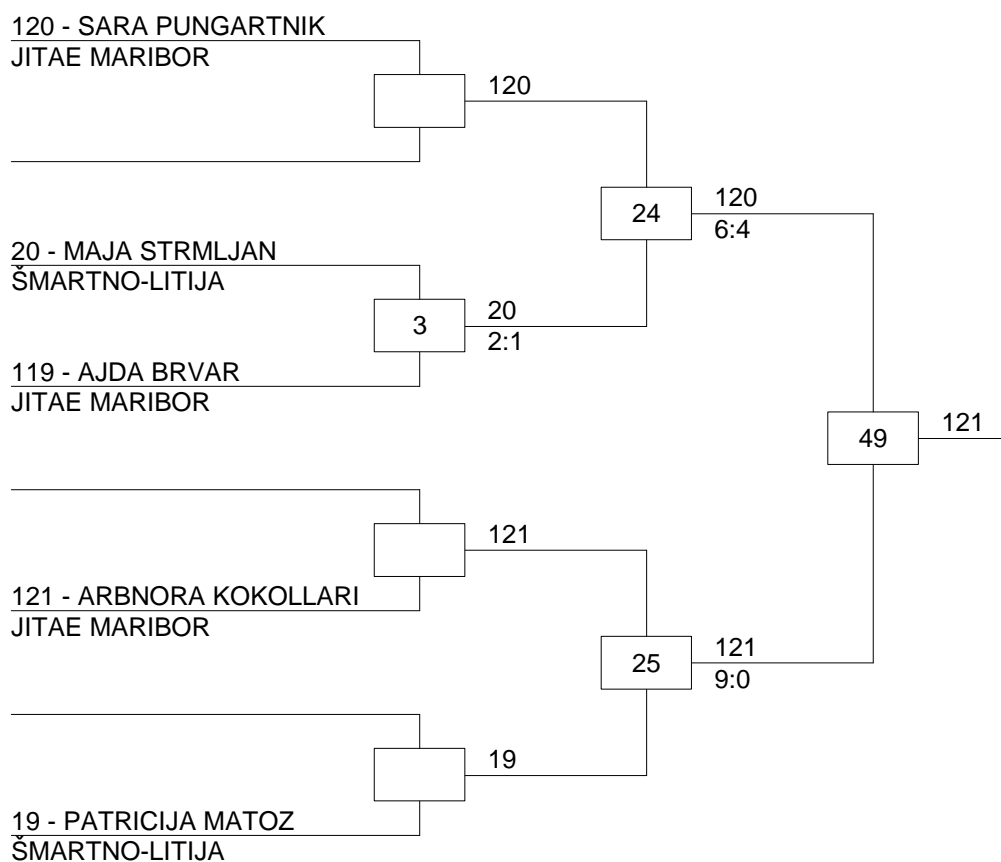 120 - SARA PUNGARTNIK
JITAE MARIBOR
120
24
120
6:4
20 - MAJA STRMLJAN
ŠMARTNO-LITIJA
3
20
2:1
119 - AJDA BRVAR
JITAE MARIBOR
49
121
121
121 - ARBNORA KOKOLLARI
JITAE MARIBOR
25
121
9:0
19
19 - PATRICIJA MATOZ
ŠMARTNO-LITIJA